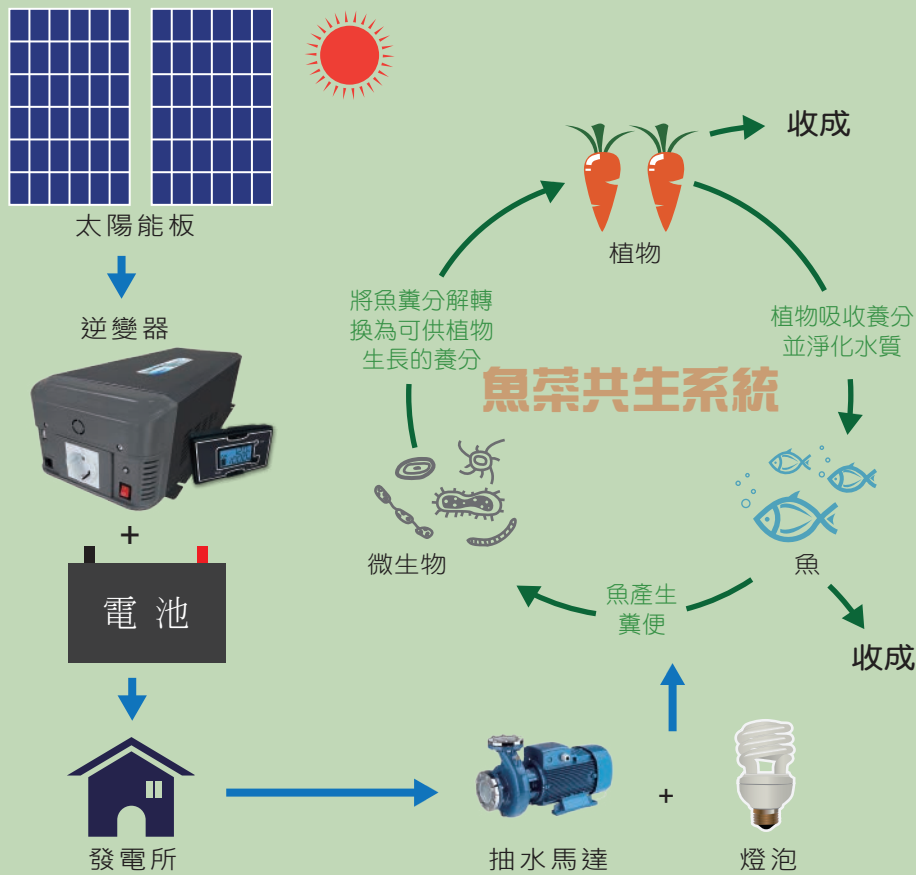 收成
植物
太陽能板
將魚糞分解轉
換為可供植物
生長的養分
植物吸收養分
並淨化水質
逆變器
魚菜共生系統
+
微生物
魚
電池
魚產生
糞便
收成
+
發電所
抽水馬達
燈泡